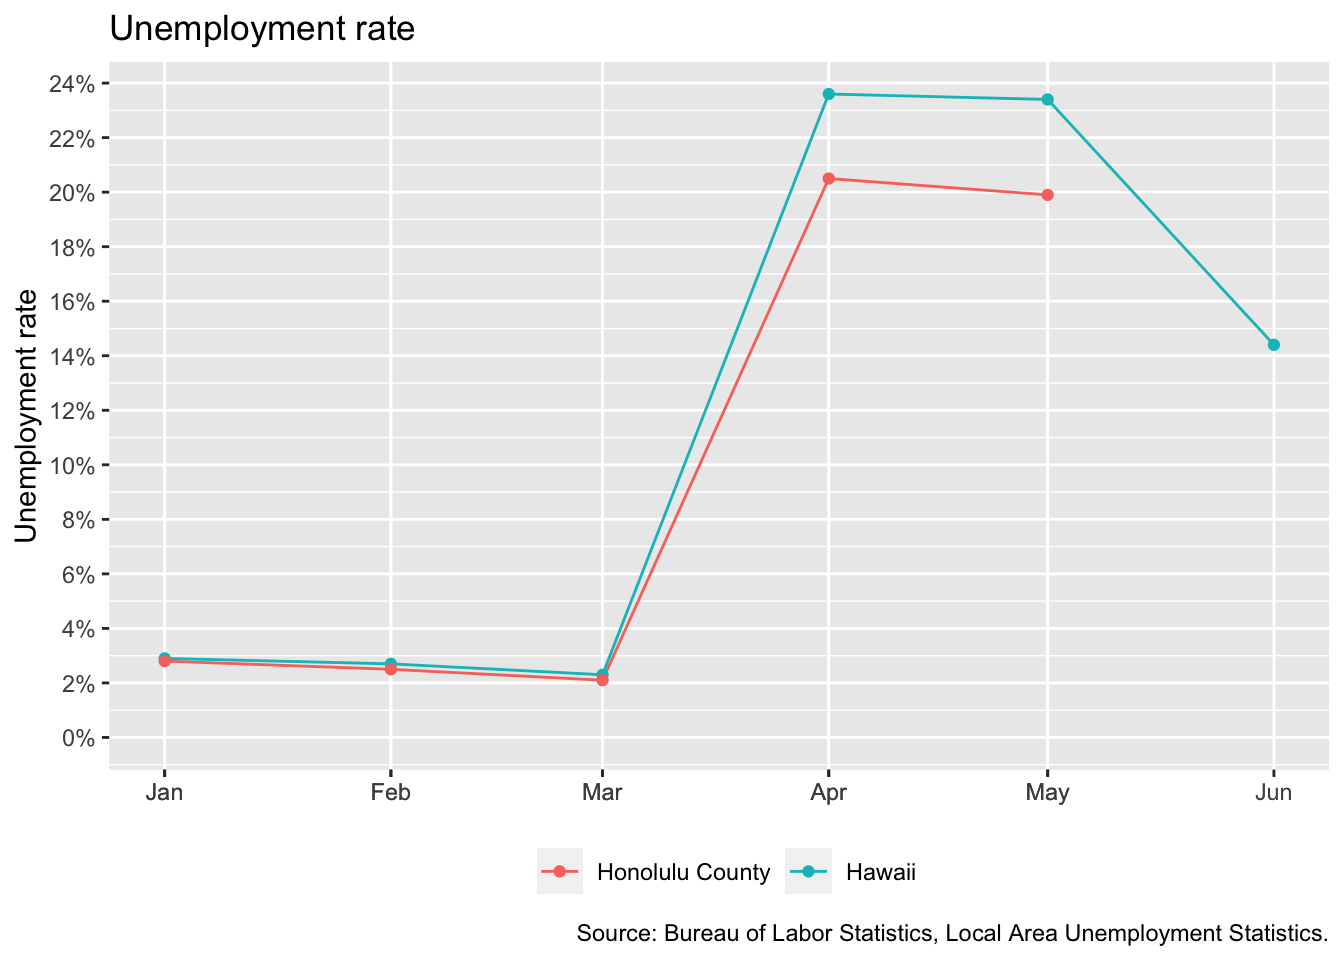 Unemployment rate
24%
22%
20%
18%
16%
14%
12%
10%
8%
6%
4%
2%
0%
Unemployment rate
Jan Feb Mar Apr May Jun
Honolulu County Hawaii
Source: Bureau of Labor Statistics, Local Area Unemployment Statistics.